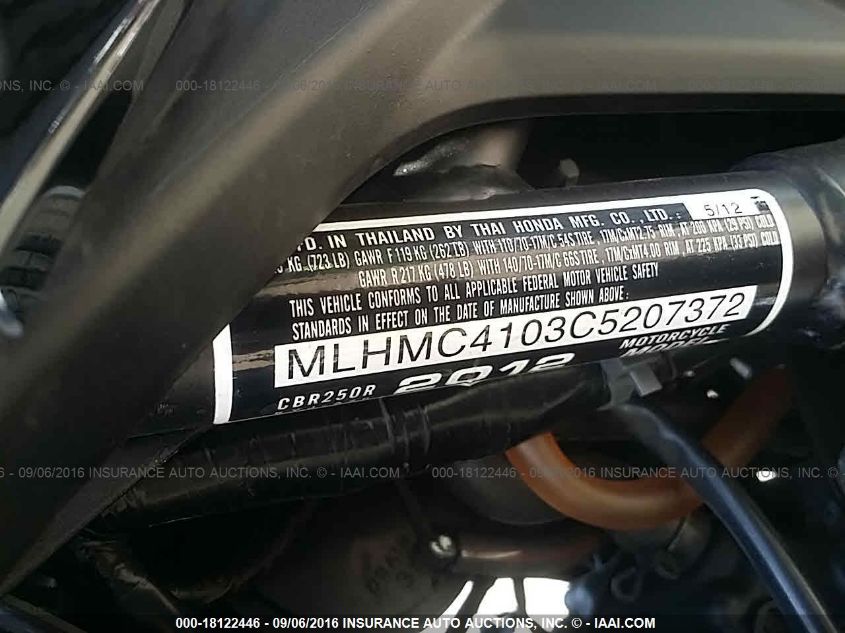 ONS, INC. © - IAAI.COM 000-18122446 - 09/06/2016 INSURANCE AUTO AUCTIONS, INC. © - IAAI.COM 000-18122446
5/12
MFD. IN THAILAND BY THAI HONDA MFG. CO., LTD.:
KG (723 LB) GAWR F 119 KG (262 LB) WITH 110/70-17M/C 54S TIRE , 17M/CxMT2.75 RIM , AT 200 KPA (29 PSI) COLD
GAWR R 217 KG (478 LB) WITH 140/70-17M/C 66S TIRE , 17M/CxMT4.00 RIM , AT 225 KPA (33 PSI) COLD
THIS VEHICLE CONFORMS TO ALL APPLICABLE FEDERAL MOTOR VEHICLE SAFETY
STANDARDS IN EFFECT ON THE DATE OF MANUFACTURE SHOWN ABOVE:
MLHMC4103C5207372
CBR250R 2012 MOTORCYCLE
MODEL
- 09/06/2016 INSURANCE AUTO AUCTIONS, INC. © - IAAI.COM 000-18122446 - 09/06/2016 INSURANCE AUTO AUCTIONS, INC. ©
000-18122446 - 09/06/2016 INSURANCE AUTO AUCTIONS, INC. © - IAAI.COM